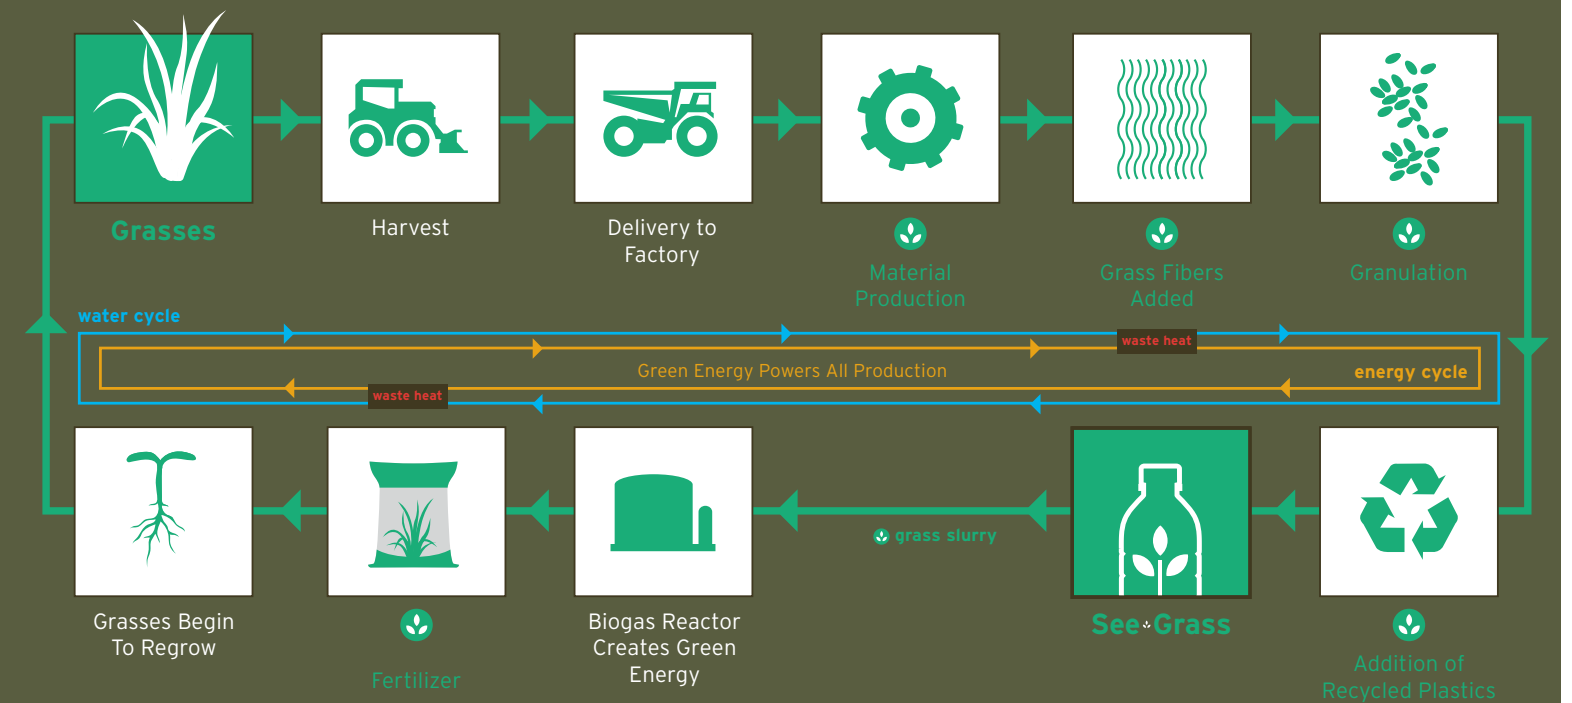 Grasses
Harvest
Delivery to
Factory
Material
Production
Grass Fibers
Added
Granulation
water cycle
waste heat
Green Energy Powers All Production
energy cycle
waste heat
grass slurry
Grasses Begin
To Regrow
Fertilizer
Biogas Reactor
Creates Green
Energy
See Grass
Addition of
Recycled Plastics